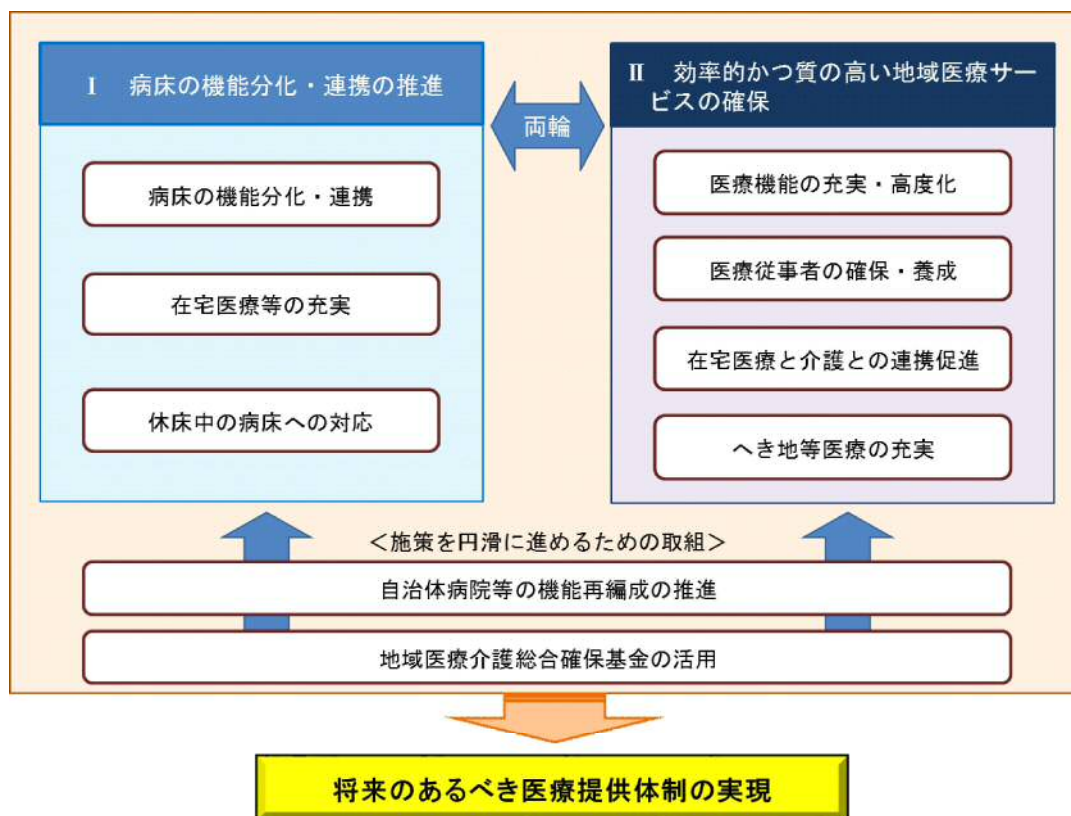 Ⅰ 病床の機能分化・連携の推進
病床の機能分化・連携
在宅医療等の充実
休床中の病床への対応
両輪
Ⅱ 効率的かつ質の高い地域医療サー
ビスの確保
医療機能の充実・高度化
医療従事者の確保・養成
在宅医療と介護との連携促進
へき地等医療の充実
＜施策を円滑に進めるための取組＞
自治体病院等の機能再編成の推進
地域医療介護総合確保基金の活用
将来のあるべき医療提供体制の実現